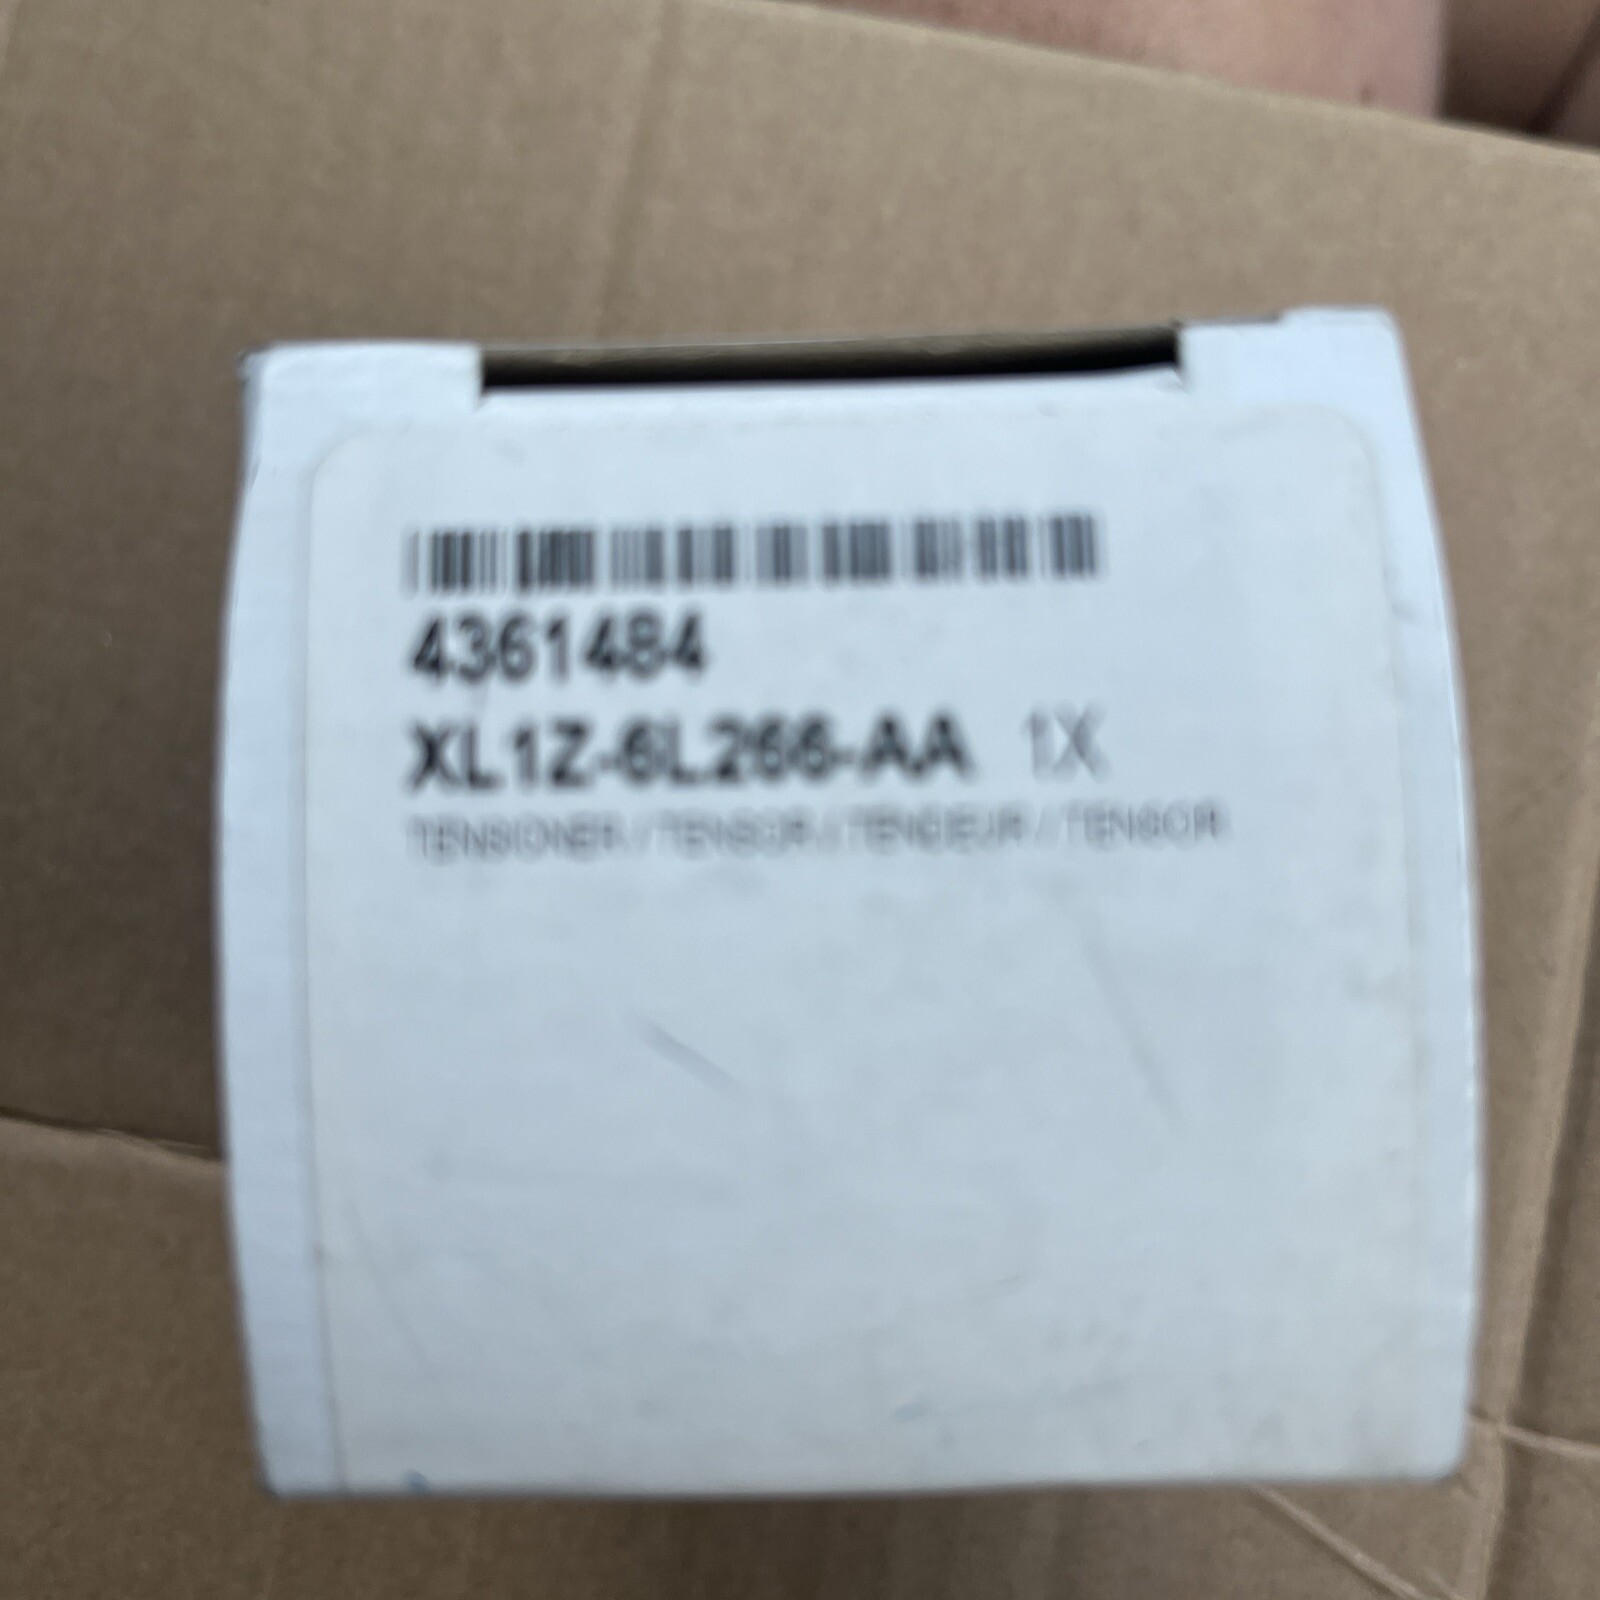 4361484
XL1Z-6L266-AA 1X
TENSIONER / TENSOR / TENDEUR / TENSOR